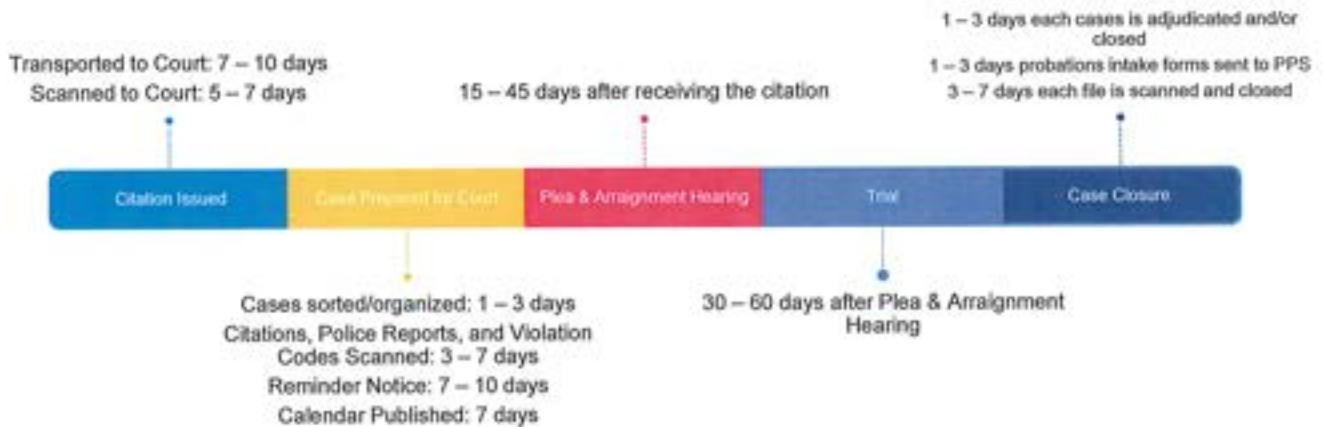 Transported to Court: 7 – 10 days
Scanned to Court: 5 – 7 days
15 – 45 days after receiving the citation
1 – 3 days each cases is adjudicated and/or
closed
1 – 3 days probations intake forms sent to PPS
3 – 7 days each file is scanned and closed
Citation Issued
Case Prepared for Court
Plea & Arraignment Hearing
Trial
Case Closure
Cases sorted/organized: 1 – 3 days
Citations, Police Reports, and Violation
Codes Scanned: 3 – 7 days
Reminder Notice: 7 – 10 days
Calendar Published: 7 days
30 – 60 days after Plea & Arraignment
Hearing